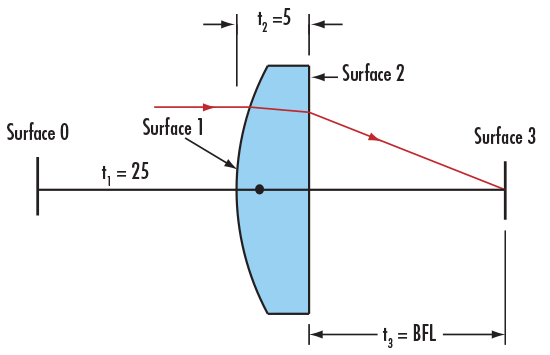 t₂ =5
Surface 2
Surface 0
Surface 1
Surface 3
t₁ = 25
t₃ = BFL